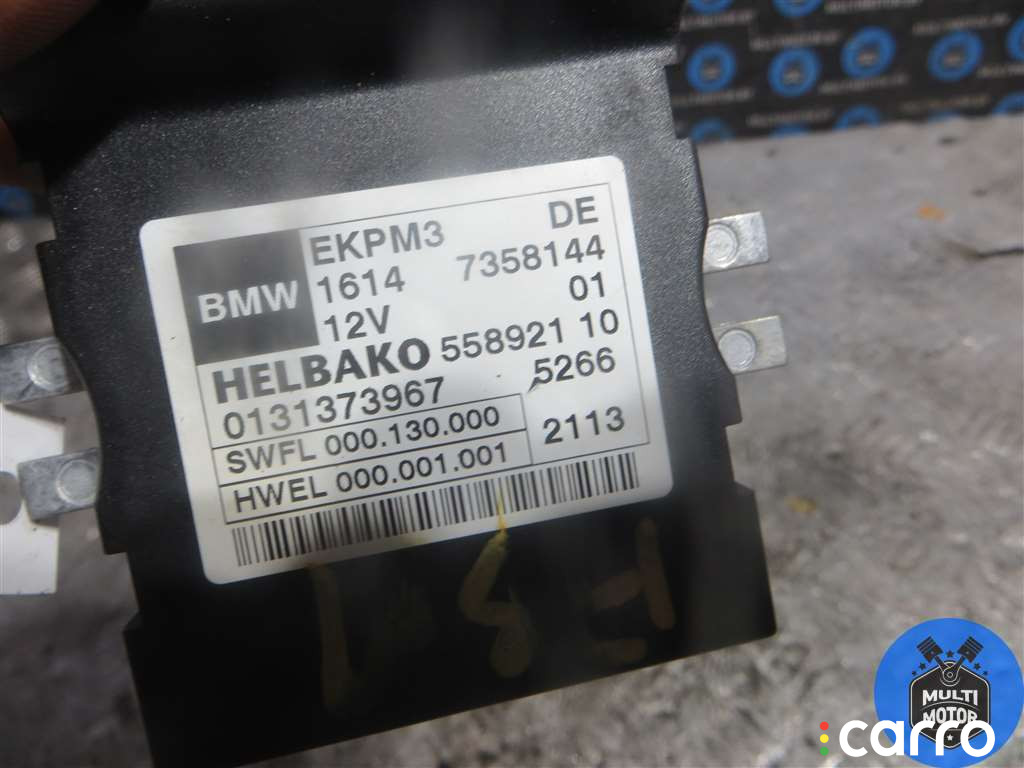 EKPM3 DE
BMW
1614 7358144
12V 01
HELBAKO 558921 10
0131373967 5266
SWFL 000.130.000
2113
HWEL 000.001.001
MULTI
MOTOR
carro